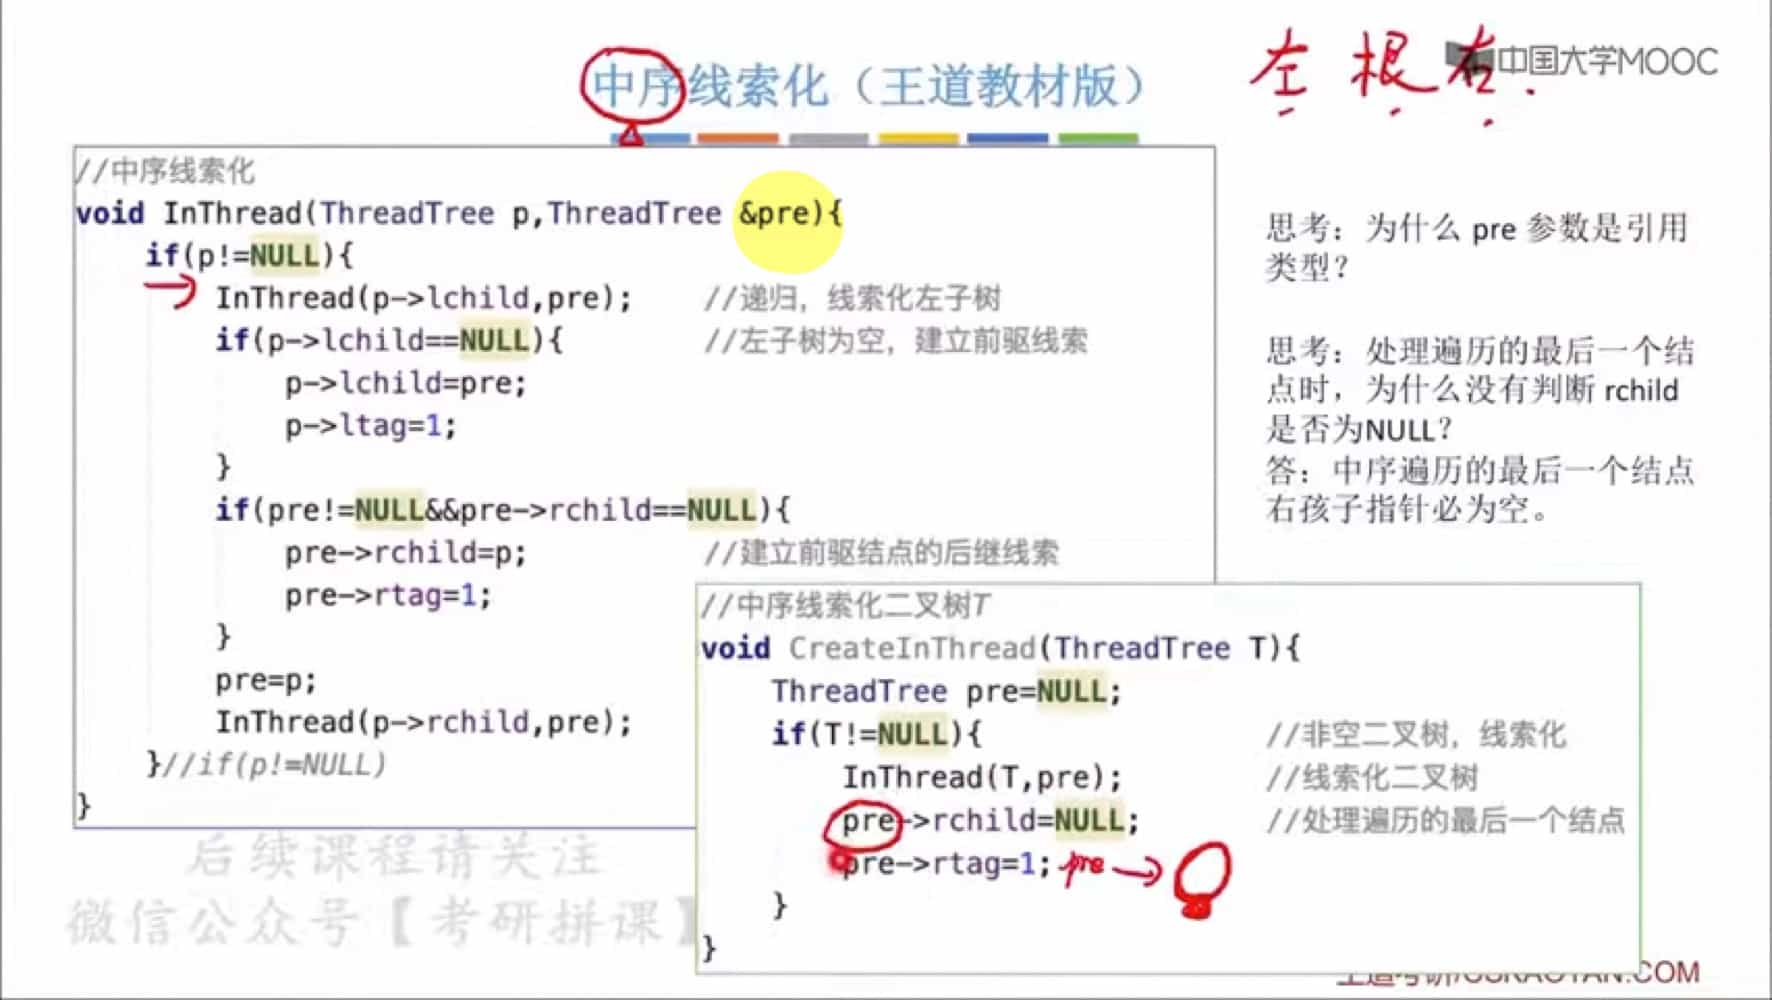 中序线索化（王道教材版）
左 根 右
中国大学MOOC
//中序线索化
void InThread(ThreadTree p,ThreadTree &pre){
if(p!=NULL){
InThread(p->lchild,pre); //递归，线索化左子树
if(p->lchild==NULL){ //左子树为空，建立前驱线索
p->lchild=pre;
p->ltag=1;
}
if(pre!=NULL&&pre->rchild==NULL){
pre->rchild=p; //建立前驱结点的后继线索
pre->rtag=1;
}
pre=p;
InThread(p->rchild,pre);
}//if(p!=NULL)
}
思考：为什么 pre 参数是引用
类型？
思考：处理遍历的最后一个结
点时，为什么没有判断 rchild
是否为NULL？
答：中序遍历的最后一个结点
右孩子指针必为空。
//中序线索化二叉树T
void CreateInThread(ThreadTree T){
ThreadTree pre=NULL;
if(T!=NULL){ //非空二叉树，线索化
InThread(T,pre); //线索化二叉树
pre->rchild=NULL; //处理遍历的最后一个结点
pre->rtag=1; pre
}
}
后续课程请关注
微信公众号【考研拼课】
王道考研/CSKAOYAN.COM